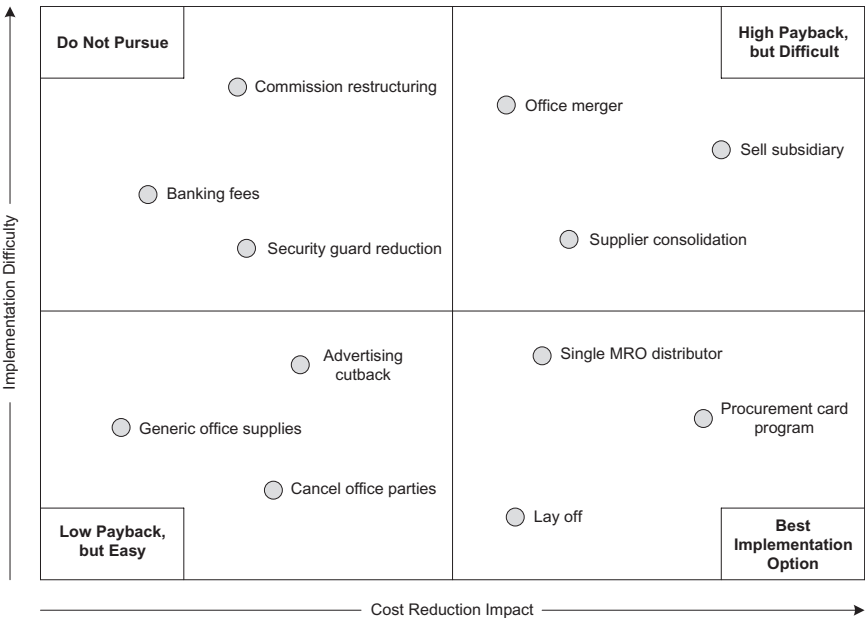 Do Not Pursue
High Payback,
but Difficult
Commission restructuring
Office merger
Sell subsidiary
Banking fees
Security guard reduction
Supplier consolidation
Implementation Difficulty
Advertising
cutback
Single MRO distributor
Generic office supplies
Procurement card
program
Cancel office parties
Lay off
Low Payback,
but Easy
Best
Implementation
Option
Cost Reduction Impact